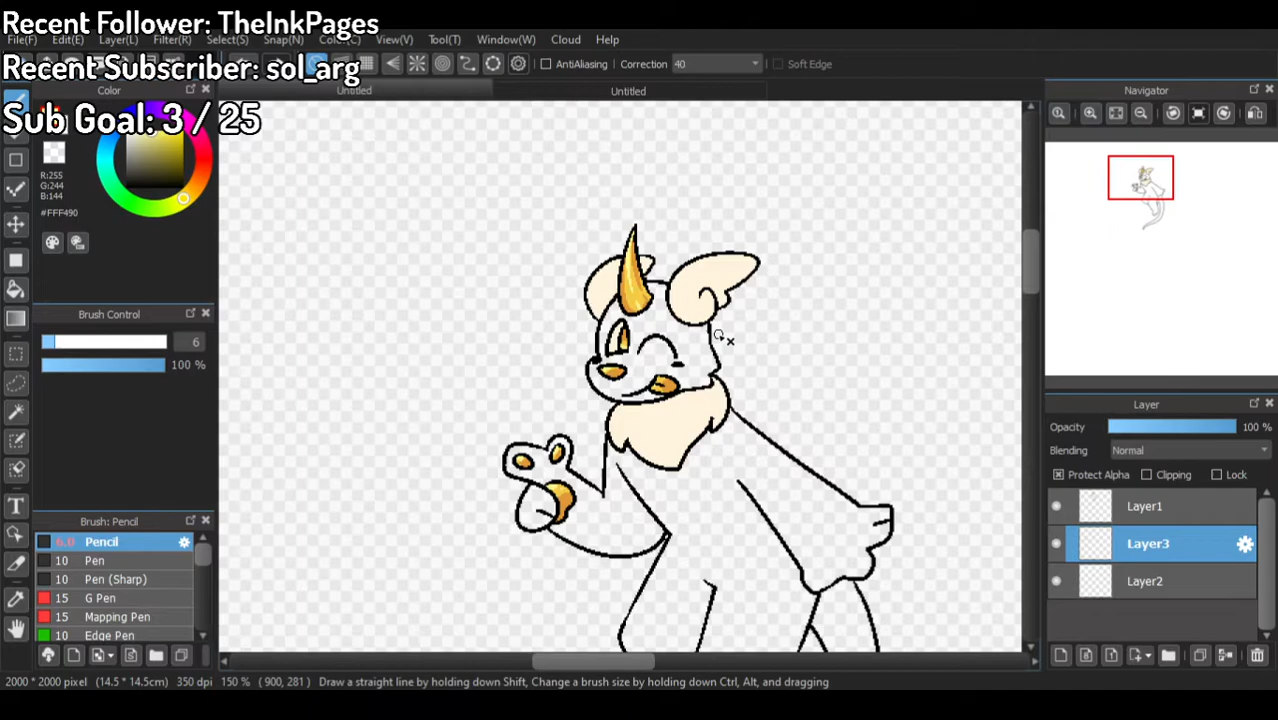 Recent Follower: TheInkPages
File(F) Edit(E) Layer(L) Filter(R) Select(S) Snap(N) Color(C) View(V) Tool(T) Window(W) Cloud Help
Recent Subscriber: sol_arg
AntiAliasing Correction 40 Soft Edge
Color Untitled Untitled Navigator
Sub Goal: 3 / 25
R:255
G:244
B:144
#FFF490
Brush Control
6
100 %
Layer
Opacity 100 %
Blending Normal
Protect Alpha Clipping Lock
Layer1
Layer3
Layer2
Brush: Pencil
6.0 Pencil
10 Pen
10 Pen (Sharp)
15 G Pen
15 Mapping Pen
10 Edge Pen
2000 * 2000 pixel (14.5 * 14.5cm) 350 dpi 150 % ( 900, 281 ) Draw a straight line by holding down Shift, Change a brush size by holding down Ctrl, Alt, and dragging